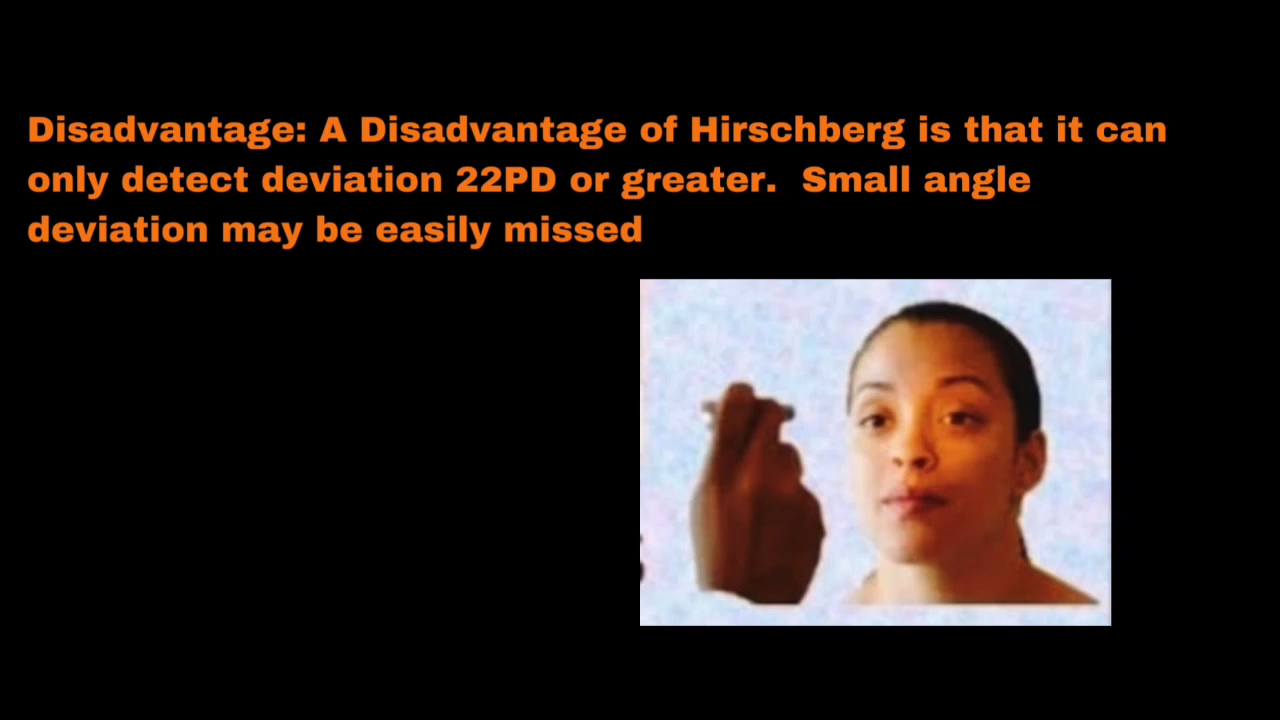 Disadvantage: A Disadvantage of Hirschberg is that it can
only detect deviation 22PD or greater.  Small angle
deviation may be easily missed